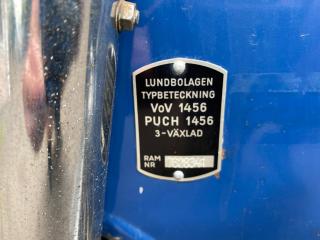 LUNDBOLAGEN
TYPBETECKNING
VoV 1456
PUCH 1456
3-VÄXLAD
RAM
NR